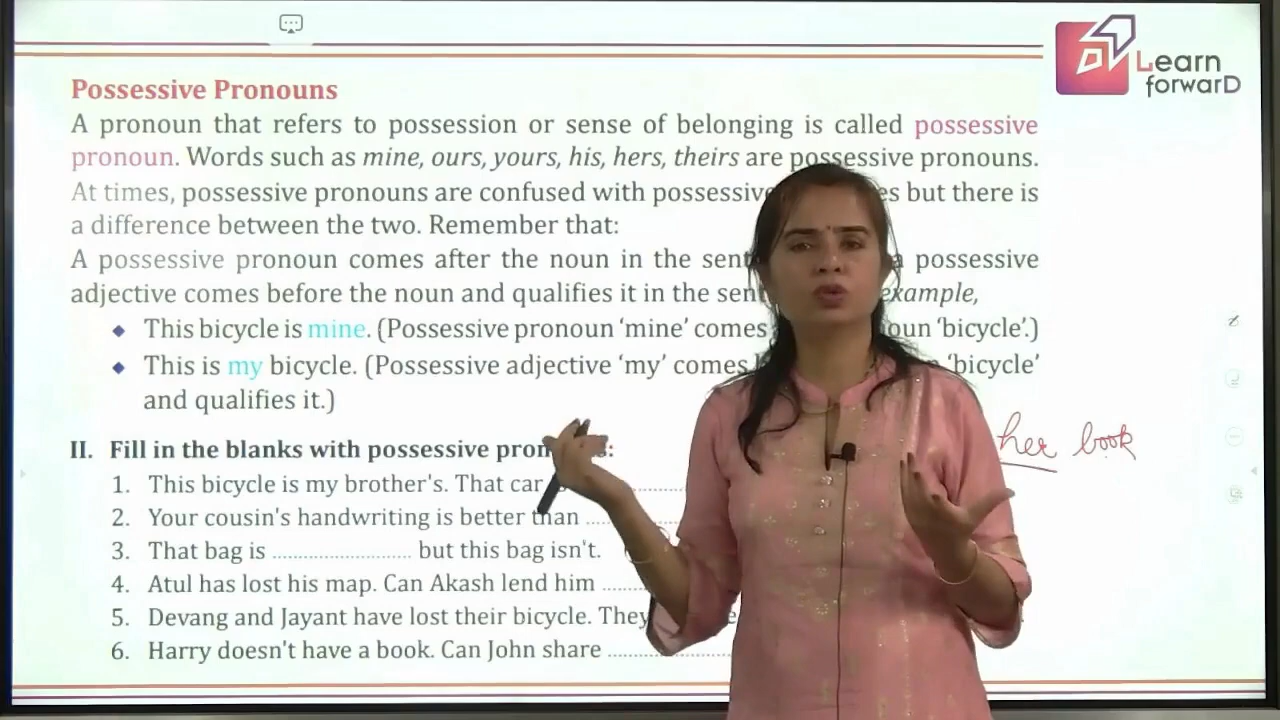 Learn
forwarD
Possessive Pronouns
A pronoun that refers to possession or sense of belonging is called possessive
pronoun. Words such as mine, ours, yours, his, hers, theirs are possessive pronouns.
At times, possessive pronouns are confused with possessive but there is
a difference between the two. Remember that:
A possessive pronoun comes after the noun in the a possessive
adjective comes before the noun and qualifies it in the example,
This bicycle is mine. (Possessive pronoun 'mine' comes 'bicycle'.)
This is my bicycle. (Possessive adjective 'my' comes 'bicycle'
and qualifies it.)
her book
II. Fill in the blanks with possessive
1. This bicycle is my brother's. That car ..........
2. Your cousin's handwriting is better than ..........
3. That bag is .......................... but this bag isn't.
4. Atul has lost his map. Can Akash lend him ..........
5. Devang and Jayant have lost their bicycle. They
6. Harry doesn't have a book. Can John share ..........